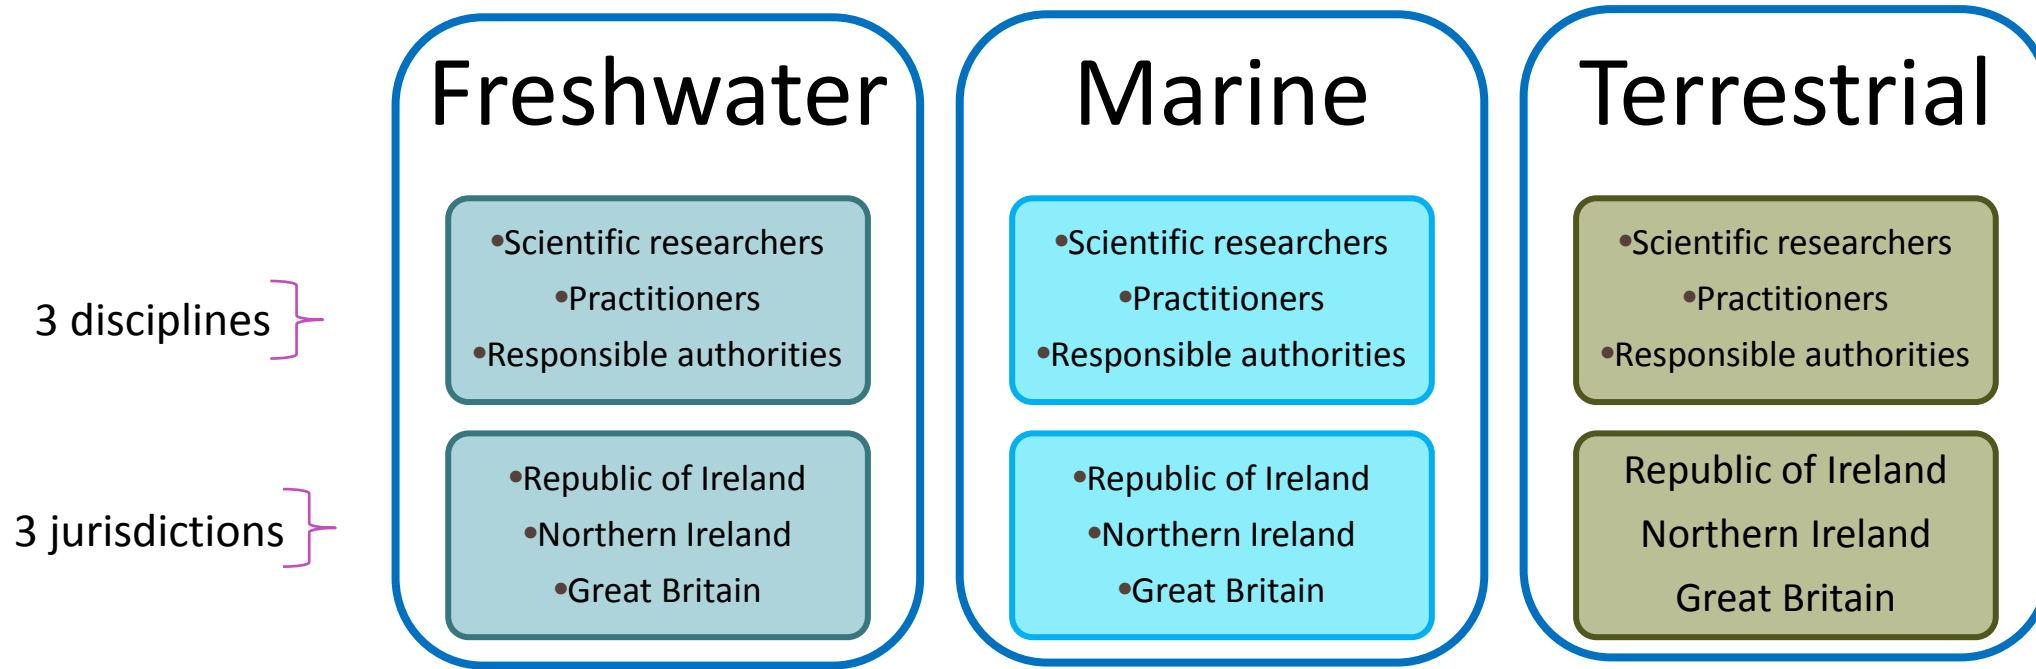 Freshwater
Marine
Terrestrial
3 disciplines
•Scientific researchers
•Practitioners
•Responsible authorities
•Scientific researchers
•Practitioners
•Responsible authorities
•Scientific researchers
•Practitioners
•Responsible authorities
3 jurisdictions
•Republic of Ireland
•Northern Ireland
•Great Britain
•Republic of Ireland
•Northern Ireland
•Great Britain
Republic of Ireland
Northern Ireland
Great Britain